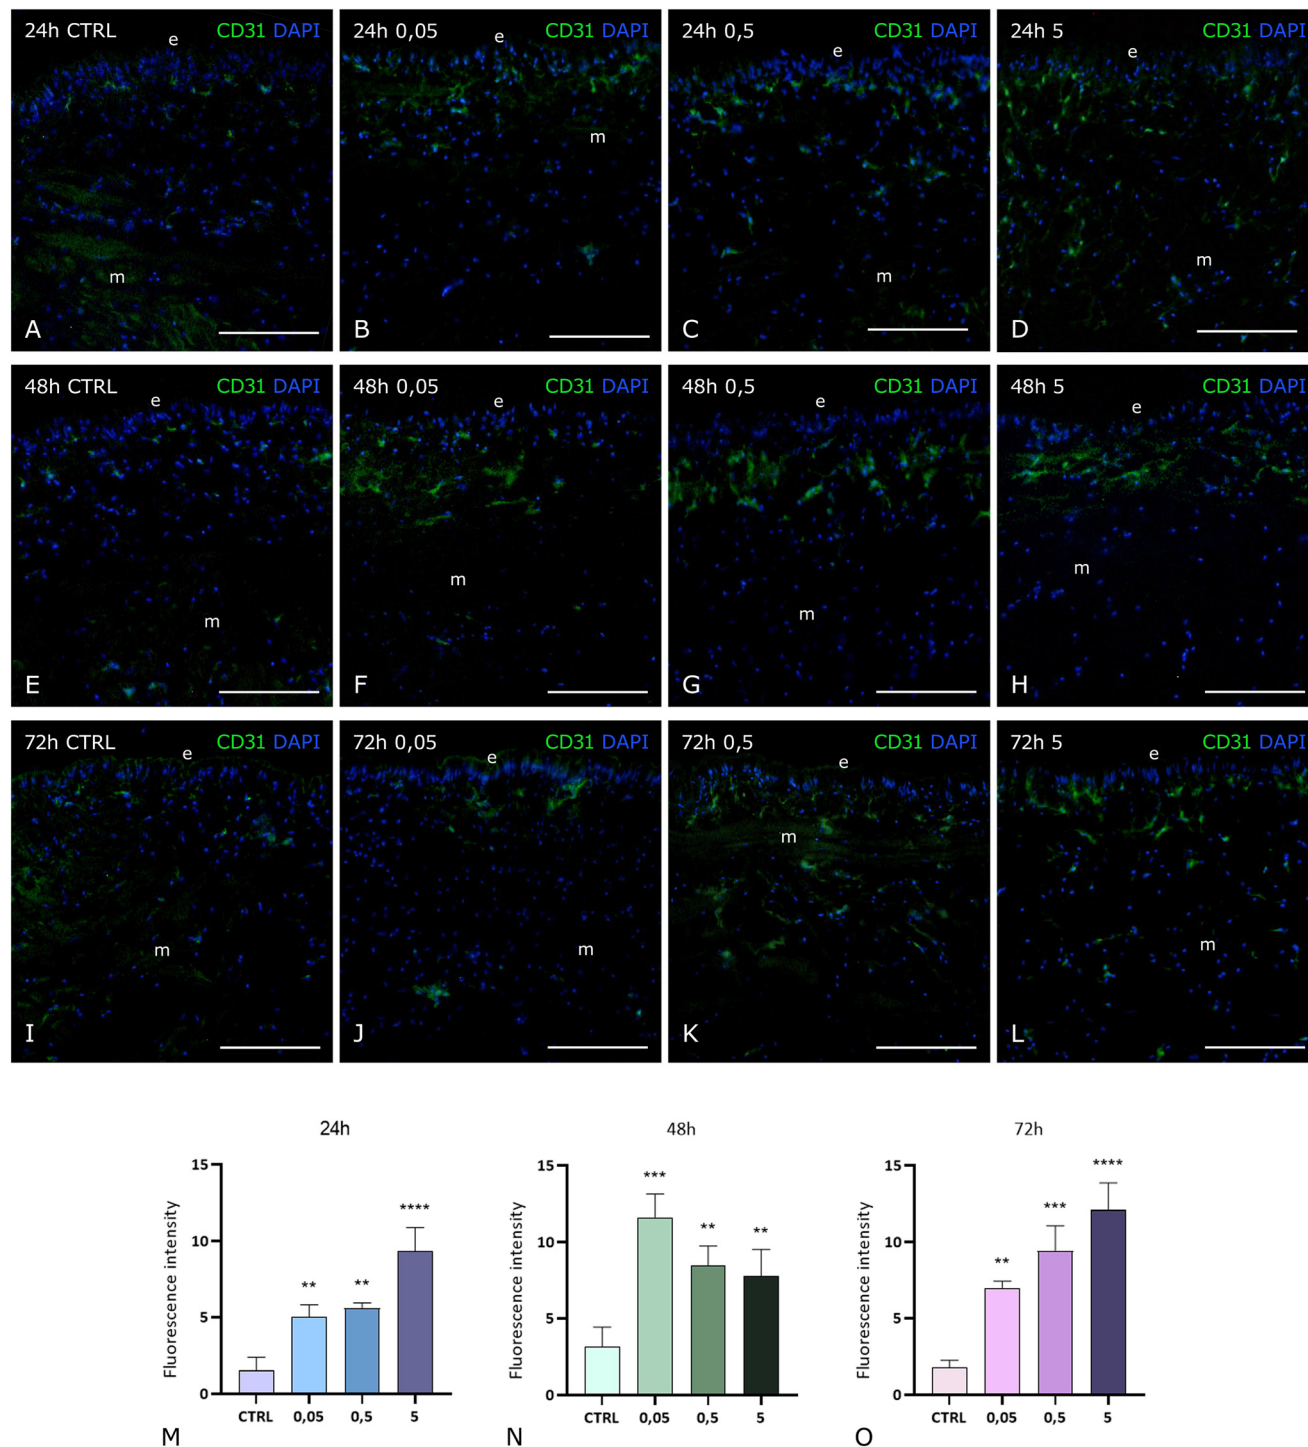 24h CTRL e CD31 DAPI
m
A
24h 0,05 e CD31 DAPI
m
B
24h 0,5 e CD31 DAPI
m
C
24h 5 e CD31 DAPI
m
D
48h CTRL e CD31 DAPI
m
E
48h 0,05 e CD31 DAPI
m
F
48h 0,5 e CD31 DAPI
m
G
48h 5 e CD31 DAPI
m
H
72h CTRL e CD31 DAPI
m
I
72h 0,05 e CD31 DAPI
m
J
72h 0,5 e CD31 DAPI
m
K
72h 5 e CD31 DAPI
m
L
24h
Fluorescence intensity
15
10
5
0
**
**
****
CTRL 0,05 0,5 5
M
48h
Fluorescence intensity
15
10
5
0
***
**
**
CTRL 0,05 0,5 5
N
72h
Fluorescence intensity
15
10
5
0
**
***
****
CTRL 0,05 0,5 5
O